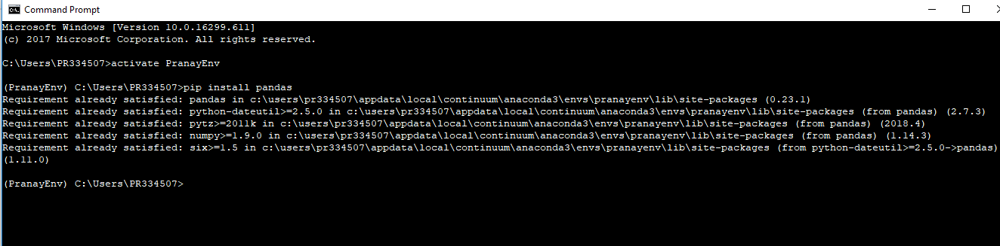 Command Prompt
Microsoft Windows [Version 10.0.16299.611]
(c) 2017 Microsoft Corporation. All rights reserved.
C:\Users\PR334507>activate PranayEnv
(PranayEnv) C:\Users\PR334507>pip install pandas
Requirement already satisfied: pandas in c:\users\pr334507\appdata\local\continuum\anaconda3\envs\pranayenv\lib\site-packages (0.23.1)
Requirement already satisfied: python-dateutil>=2.5.0 in c:\users\pr334507\appdata\local\continuum\anaconda3\envs\pranayenv\lib\site-packages (from pandas) (2.7.3)
Requirement already satisfied: pytz>=2011k in c:\users\pr334507\appdata\local\continuum\anaconda3\envs\pranayenv\lib\site-packages (from pandas) (2018.4)
Requirement already satisfied: numpy>=1.9.0 in c:\users\pr334507\appdata\local\continuum\anaconda3\envs\pranayenv\lib\site-packages (from pandas) (1.14.3)
Requirement already satisfied: six>=1.5 in c:\users\pr334507\appdata\local\continuum\anaconda3\envs\pranayenv\lib\site-packages (from python-dateutil>=2.5.0->pandas)
(1.11.0)
(PranayEnv) C:\Users\PR334507>